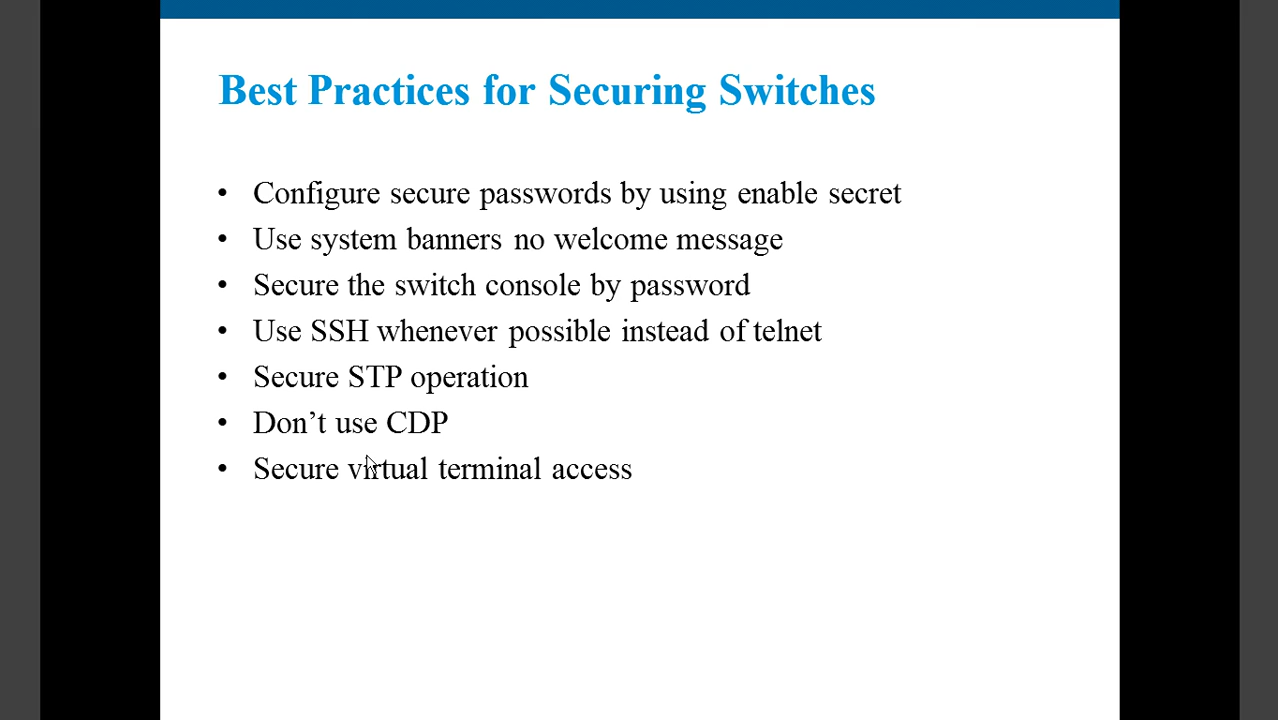 Best Practices for Securing Switches
• Configure secure passwords by using enable secret
• Use system banners no welcome message
• Secure the switch console by password
• Use SSH whenever possible instead of telnet
• Secure STP operation
• Don’t use CDP
• Secure virtual terminal access